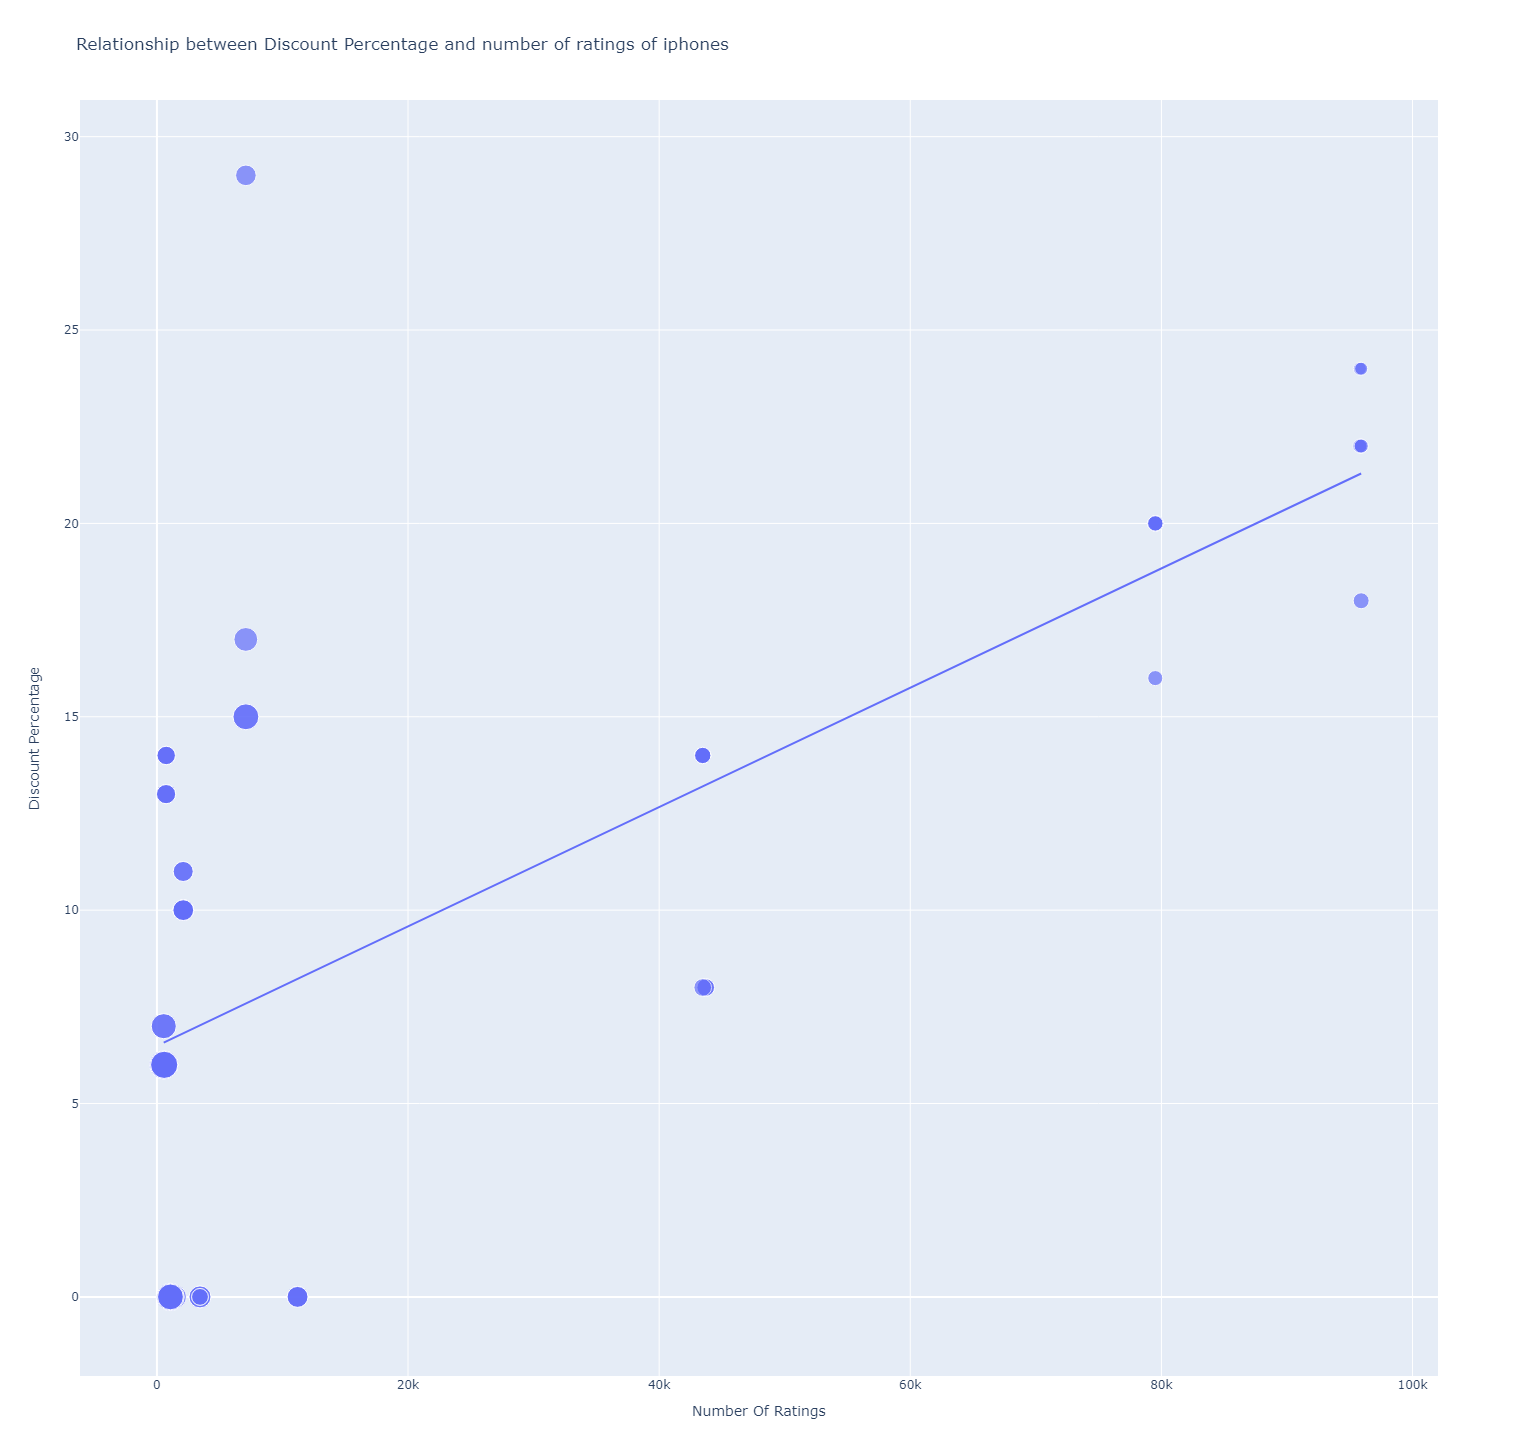 Relationship between Discount Percentage and number of ratings of iphones
30
25
20
15
10
5
0
Discount Percentage
0 20k 40k 60k 80k 100k
Number Of Ratings